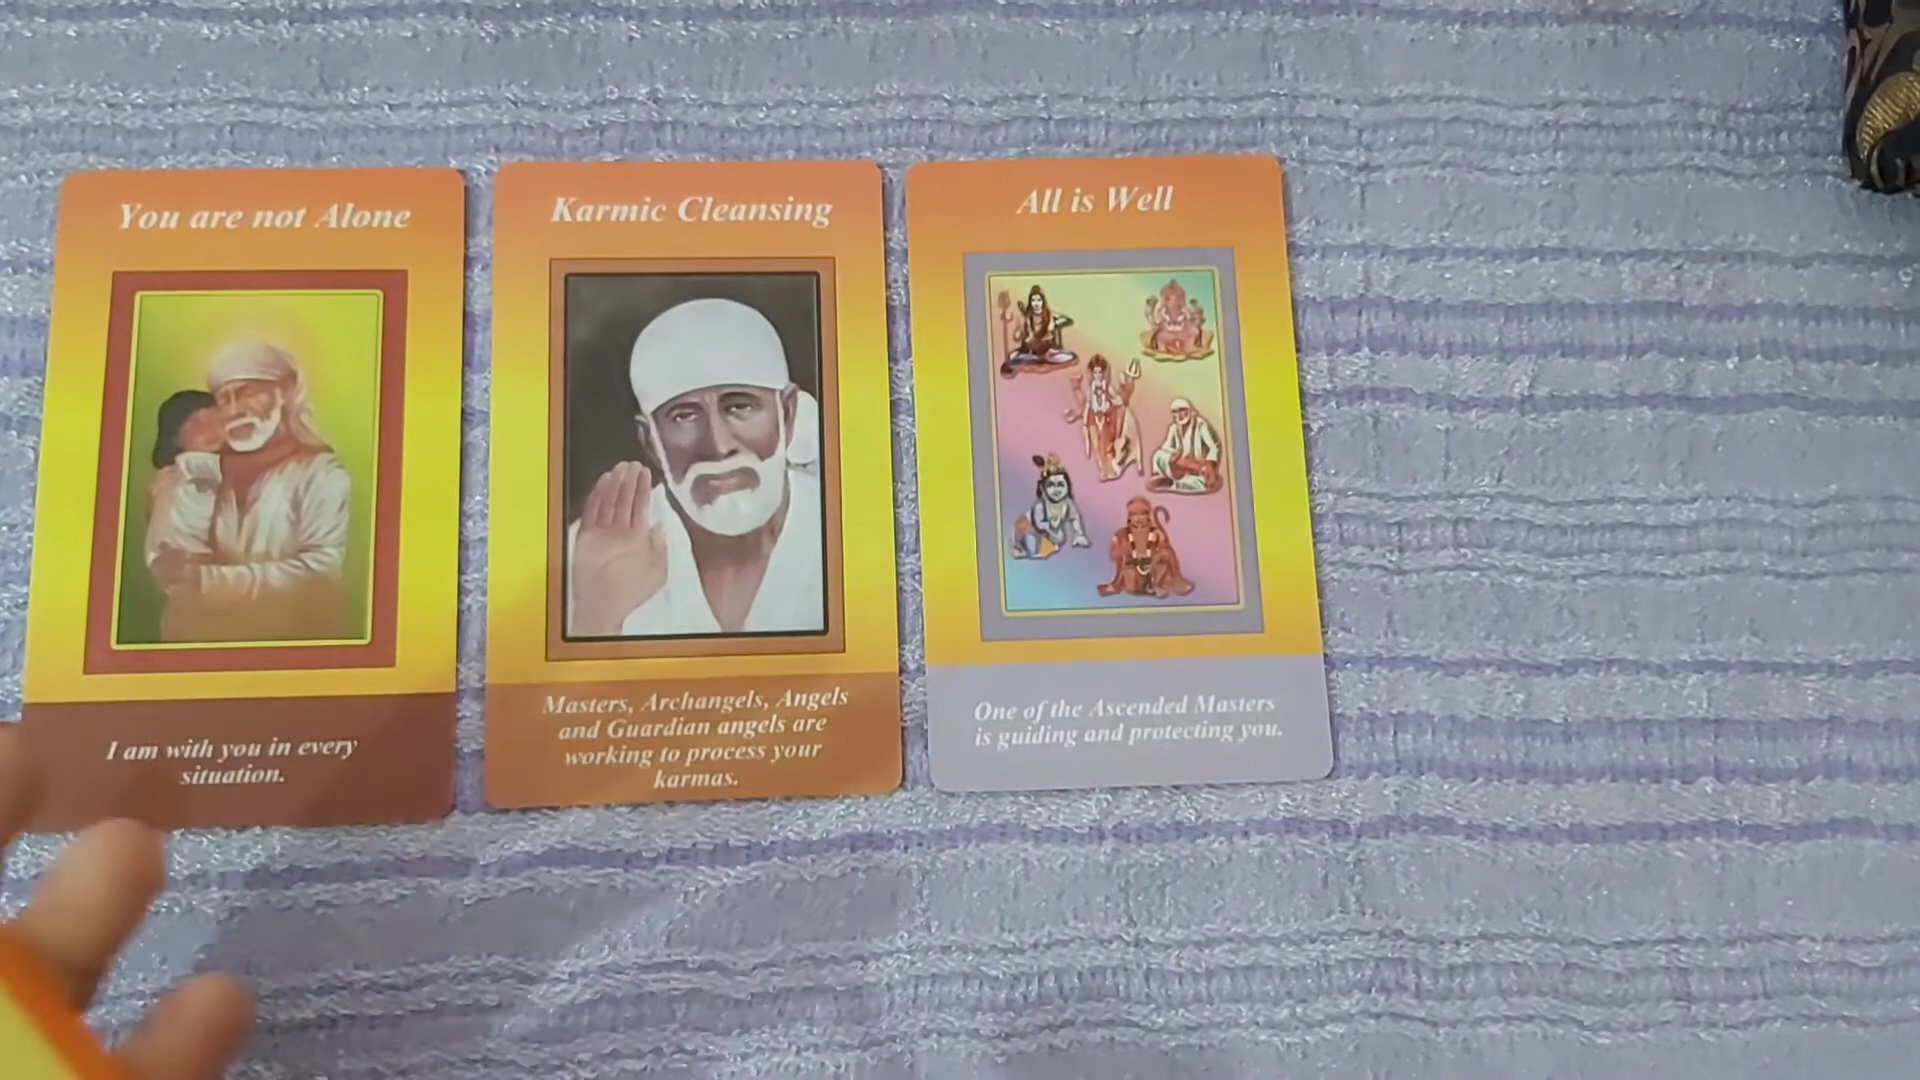 You are not Alone
I am with you in every
situation.
Karmic Cleansing
Masters, Archangels, Angels
and Guardian angels are
working to process your
karmas.
All is Well
One of the Ascended Masters
is guiding and protecting you.